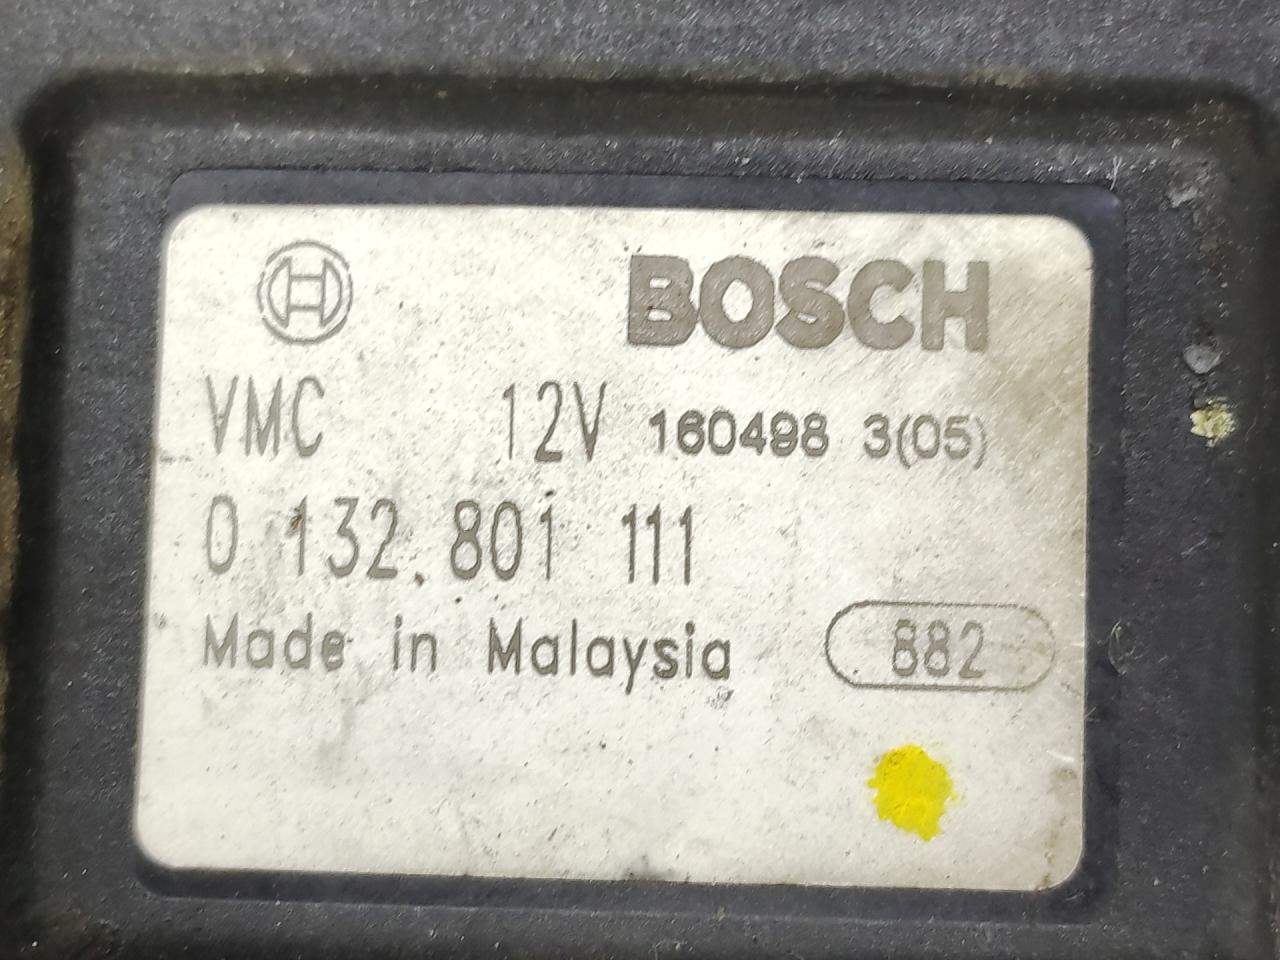 BOSCH
VMC 12V 160498 3(05)
0 132.801 111
Made in Malaysia 882